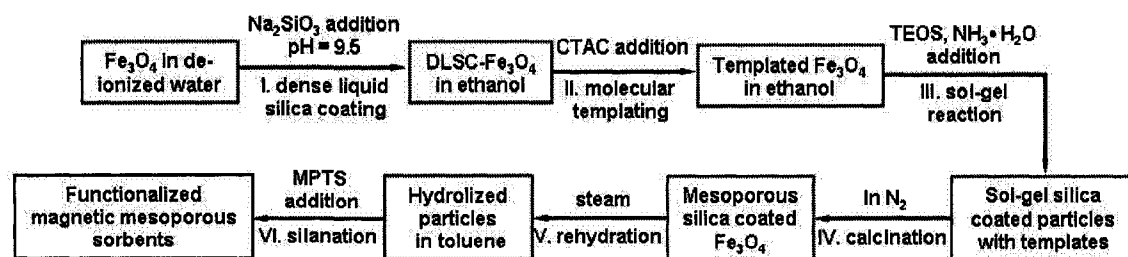 Na₂SiO₃ addition
pH = 9.5
Fe₃O₄ in de-
ionized water
I. dense liquid
silica coating
DLSC-Fe₃O₄
in ethanol
CTAC addition
II. molecular
templating
Templated Fe₃O₄
in ethanol
TEOS, NH₃• H₂O
addition
III. sol-gel
reaction
Sol-gel silica
coated particles
with templates
In N₂
IV. calcination
Mesoporous
silica coated
Fe₃O₄
steam
V. rehydration
Hydrolized
particles
in toluene
MPTS
addition
VI. silanation
Functionalized
magnetic mesoporous
sorbents